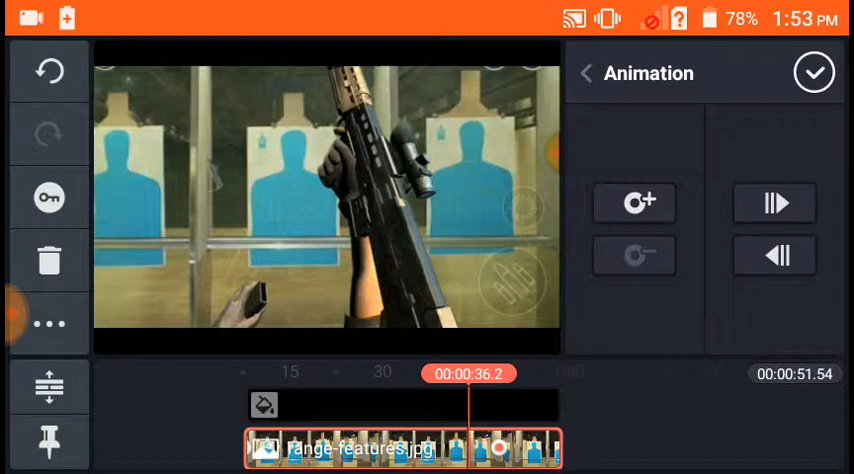 78% 1:53 PM
Animation
15 30 00:00:36.2 00:00:51.54
range-features.jpg